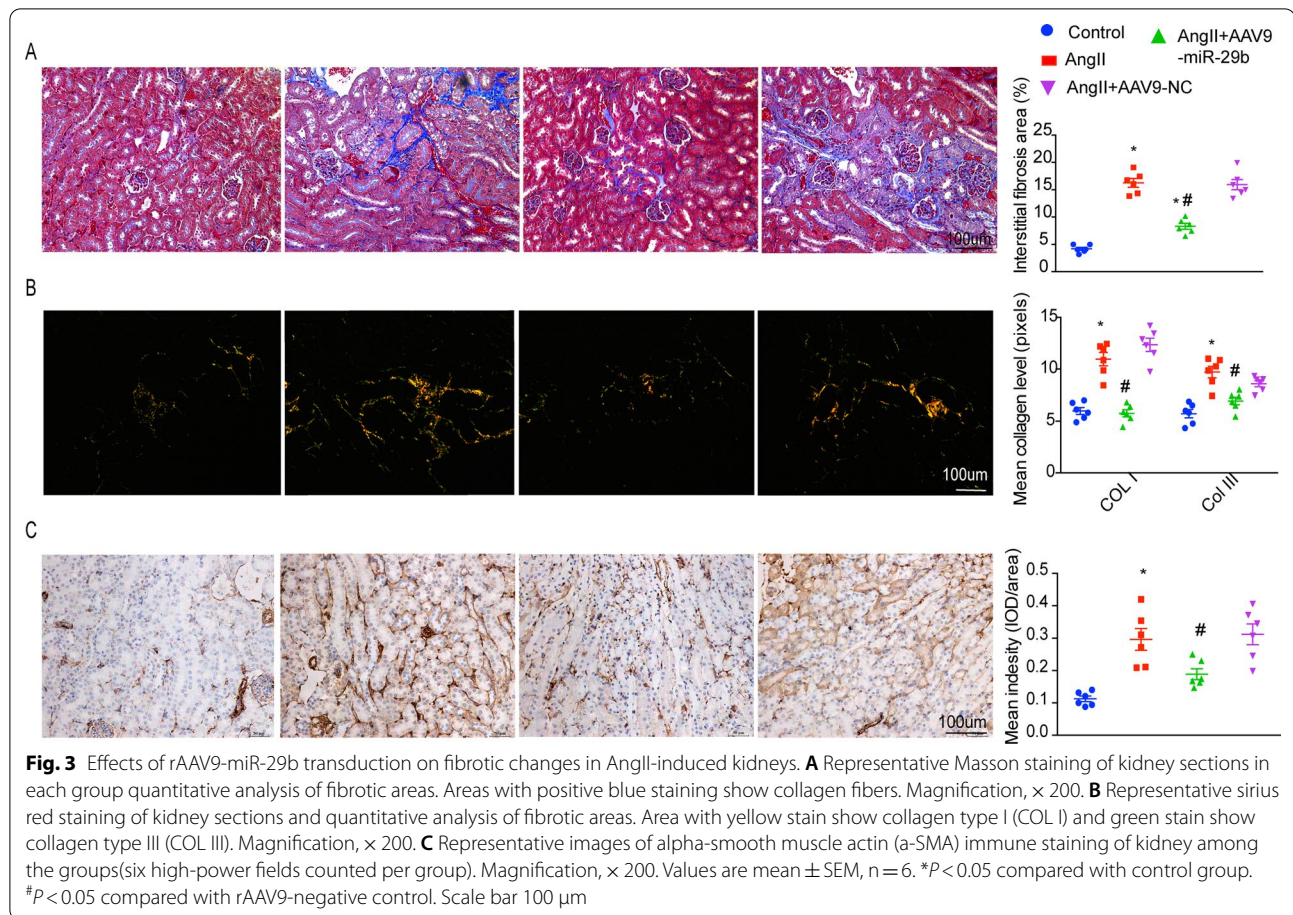 A
Control
AngII
AngII+AAV9-NC
AngII+AAV9
-miR-29b
Interstitial fibrosis area (%)
25
20
15
10
5
0
*
* #
100um
B
100um
Mean collagen level (pixels)
15
10
5
0
*
#
*
#
COL I
Col III
C
100um
Mean indesity (IOD/area)
0.5
0.4
0.3
0.2
0.1
0.0
*
#
Fig. 3 Effects of rAAV9-miR-29b transduction on fibrotic changes in AngII-induced kidneys. A Representative Masson staining of kidney sections in
each group quantitative analysis of fibrotic areas. Areas with positive blue staining show collagen fibers. Magnification, × 200. B Representative sirius
red staining of kidney sections and quantitative analysis of fibrotic areas. Area with yellow stain show collagen type I (COL I) and green stain show
collagen type III (COL III). Magnification, × 200. C Representative images of alpha-smooth muscle actin (a-SMA) immune staining of kidney among
the groups(six high-power fields counted per group). Magnification, × 200. Values are mean ± SEM, n = 6. *P < 0.05 compared with control group.
#P < 0.05 compared with rAAV9-negative control. Scale bar 100 μm